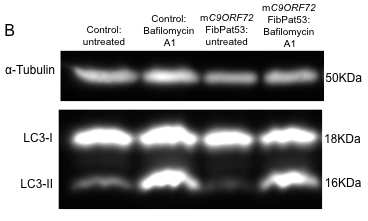 B
Control:
untreated
Control:
Bafilomycin
A1
mC9ORF72
FibPat53:
untreated
mC9ORF72
FibPat53:
Bafilomycin
A1
α-Tubulin
50KDa
LC3-I
18KDa
LC3-II
16KDa